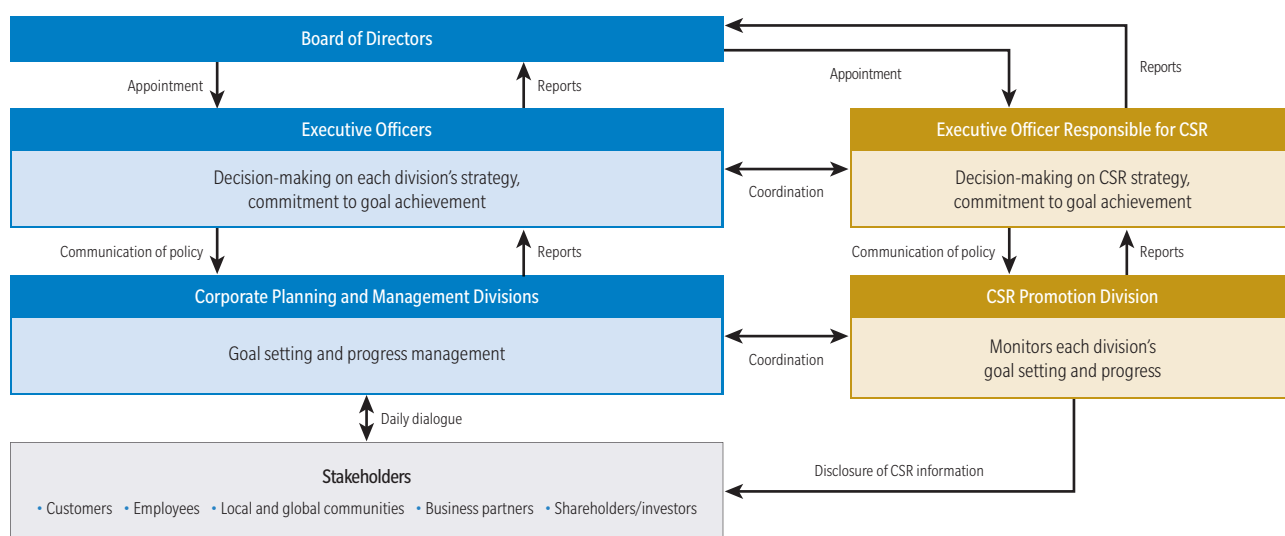 Board of Directors
Appointment
Reports
Appointment
Reports
Executive Officers
Decision-making on each division's strategy,
commitment to goal achievement
Coordination
Executive Officer Responsible for CSR
Decision-making on CSR strategy,
commitment to goal achievement
Communication of policy
Reports
Communication of policy
Reports
Corporate Planning and Management Divisions
Goal setting and progress management
Coordination
CSR Promotion Division
Monitors each division's
goal setting and progress
Daily dialogue
Disclosure of CSR information
Stakeholders
• Customers • Employees • Local and global communities • Business partners • Shareholders/investors